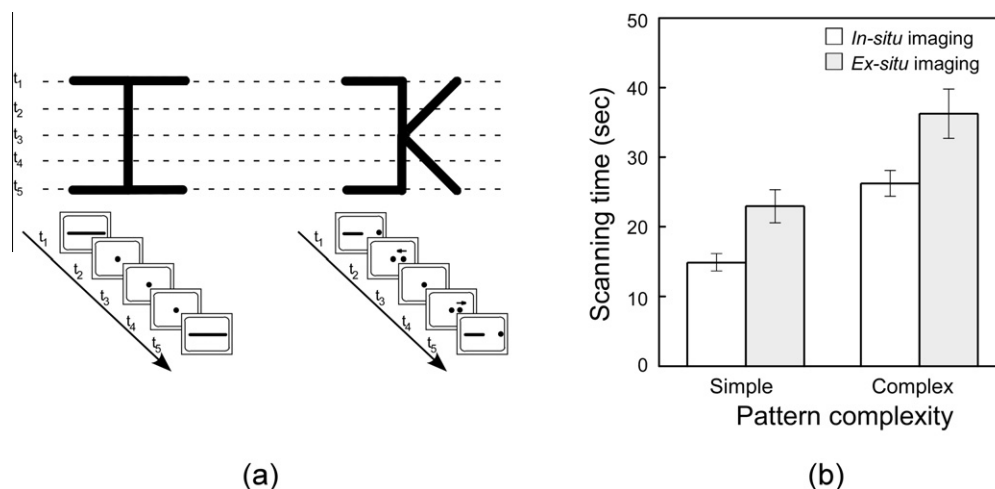 t1
t2
t3
t4
t5
t1
t2
t3
t4
t5
t1
t2
t3
t4
t5
(a)
Scanning time (sec)
50
40
30
20
10
0
In-situ imaging
Ex-situ imaging
Simple Complex
Pattern complexity
(b)